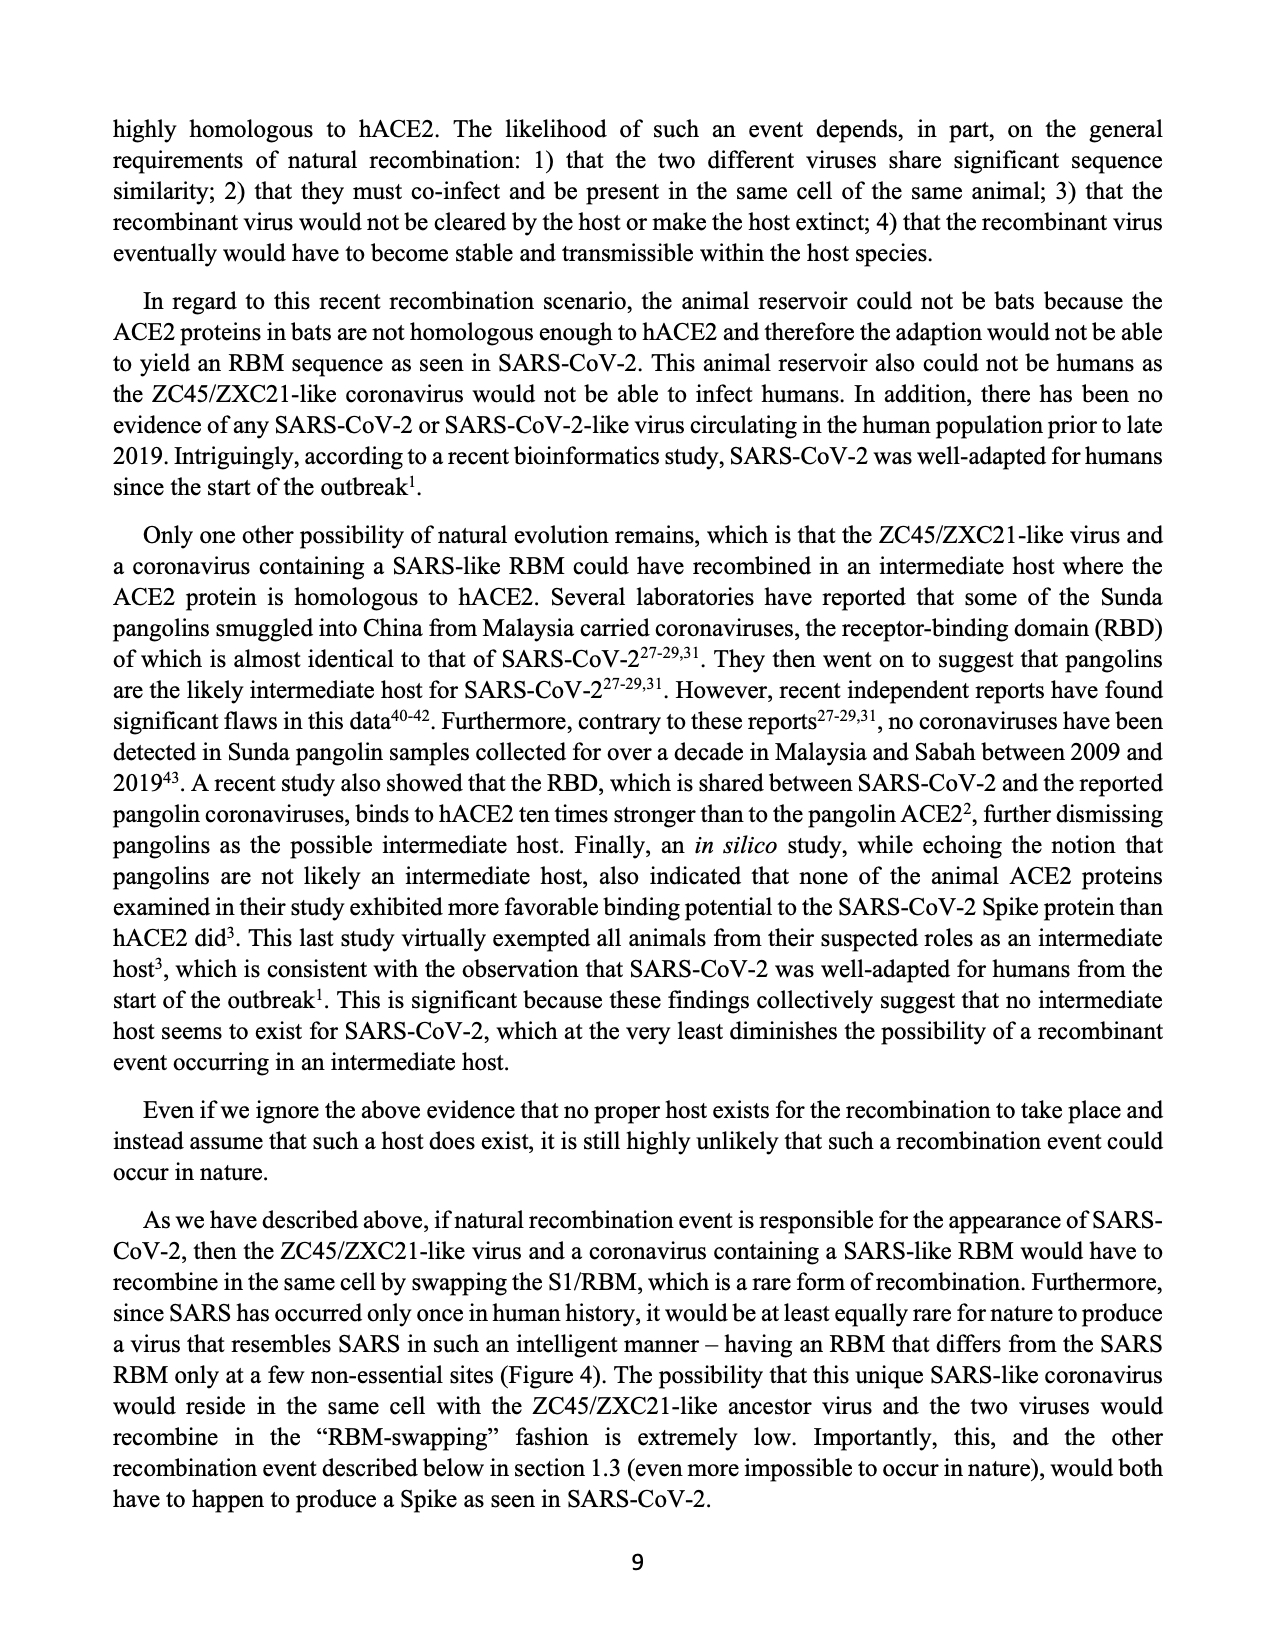 highly homologous to hACE2. The likelihood of such an event depends, in part, on the general
requirements of natural recombination: 1) that the two different viruses share significant sequence
similarity; 2) that they must co-infect and be present in the same cell of the same animal; 3) that the
recombinant virus would not be cleared by the host or make the host extinct; 4) that the recombinant virus
eventually would have to become stable and transmissible within the host species.
In regard to this recent recombination scenario, the animal reservoir could not be bats because the
ACE2 proteins in bats are not homologous enough to hACE2 and therefore the adaption would not be able
to yield an RBM sequence as seen in SARS-CoV-2. This animal reservoir also could not be humans as
the ZC45/ZXC21-like coronavirus would not be able to infect humans. In addition, there has been no
evidence of any SARS-CoV-2 or SARS-CoV-2-like virus circulating in the human population prior to late
2019. Intriguingly, according to a recent bioinformatics study, SARS-CoV-2 was well-adapted for humans
since the start of the outbreak¹.
Only one other possibility of natural evolution remains, which is that the ZC45/ZXC21-like virus and
a coronavirus containing a SARS-like RBM could have recombined in an intermediate host where the
ACE2 protein is homologous to hACE2. Several laboratories have reported that some of the Sunda
pangolins smuggled into China from Malaysia carried coronaviruses, the receptor-binding domain (RBD)
of which is almost identical to that of SARS-CoV-2²⁷⁻²⁹,³¹. They then went on to suggest that pangolins
are the likely intermediate host for SARS-CoV-2²⁷⁻²⁹,³¹. However, recent independent reports have found
significant flaws in this data⁴⁰⁻⁴². Furthermore, contrary to these reports²⁷⁻²⁹,³¹, no coronaviruses have been
detected in Sunda pangolin samples collected for over a decade in Malaysia and Sabah between 2009 and
2019⁴³. A recent study also showed that the RBD, which is shared between SARS-CoV-2 and the reported
pangolin coronaviruses, binds to hACE2 ten times stronger than to the pangolin ACE2², further dismissing
pangolins as the possible intermediate host. Finally, an in silico study, while echoing the notion that
pangolins are not likely an intermediate host, also indicated that none of the animal ACE2 proteins
examined in their study exhibited more favorable binding potential to the SARS-CoV-2 Spike protein than
hACE2 did³. This last study virtually exempted all animals from their suspected roles as an intermediate
host³, which is consistent with the observation that SARS-CoV-2 was well-adapted for humans from the
start of the outbreak¹. This is significant because these findings collectively suggest that no intermediate
host seems to exist for SARS-CoV-2, which at the very least diminishes the possibility of a recombinant
event occurring in an intermediate host.
Even if we ignore the above evidence that no proper host exists for the recombination to take place and
instead assume that such a host does exist, it is still highly unlikely that such a recombination event could
occur in nature.
As we have described above, if natural recombination event is responsible for the appearance of SARS-
CoV-2, then the ZC45/ZXC21-like virus and a coronavirus containing a SARS-like RBM would have to
recombine in the same cell by swapping the S1/RBM, which is a rare form of recombination. Furthermore,
since SARS has occurred only once in human history, it would be at least equally rare for nature to produce
a virus that resembles SARS in such an intelligent manner – having an RBM that differs from the SARS
RBM only at a few non-essential sites (Figure 4). The possibility that this unique SARS-like coronavirus
would reside in the same cell with the ZC45/ZXC21-like ancestor virus and the two viruses would
recombine in the “RBM-swapping” fashion is extremely low. Importantly, this, and the other
recombination event described below in section 1.3 (even more impossible to occur in nature), would both
have to happen to produce a Spike as seen in SARS-CoV-2.
9